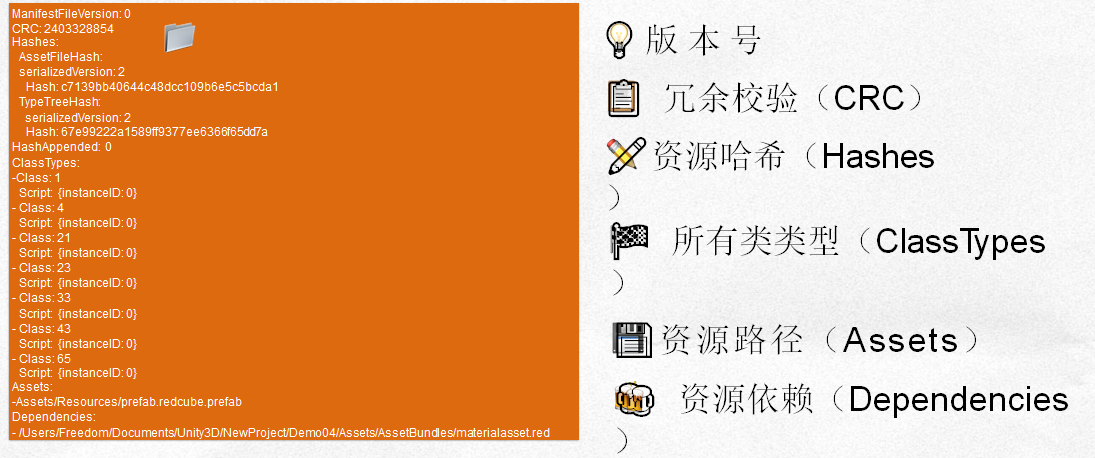 ManifestFileVersion: 0
CRC: 2403328854
Hashes:
AssetFileHash:
serializedVersion: 2
Hash: c7139bb40644c48dcc109b6e5c5bcda1
TypeTreeHash:
serializedVersion: 2
Hash: 67e99222a1589ff9377ee6366f65dd7a
HashAppended: 0
ClassTypes:
-Class: 1
Script: {instanceID: 0}
- Class: 4
Script: {instanceID: 0}
- Class: 21
Script: {instanceID: 0}
- Class: 23
Script: {instanceID: 0}
- Class: 33
Script: {instanceID: 0}
- Class: 43
Script: {instanceID: 0}
- Class: 65
Script: {instanceID: 0}
Assets:
-Assets/Resources/prefab.redcube.prefab
Dependencies:
- /Users/Freedom/Documents/Unity3D/NewProject/Demo04/Assets/AssetBundles/materialasset.red
版本号
冗余校验（CRC）
资源哈希（Hashes
）
所有类类型（ClassTypes
）
资源路径（Assets）
资源依赖（Dependencies
）